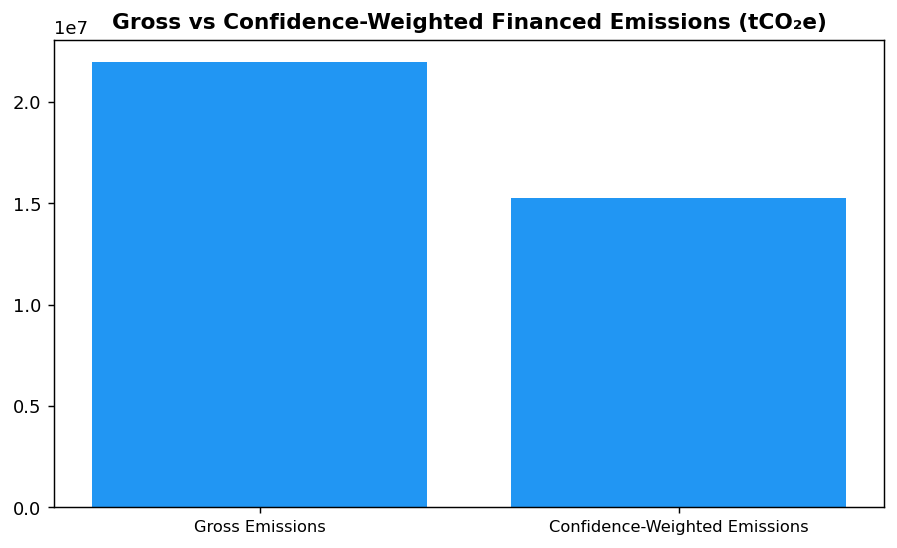 Gross vs Confidence-Weighted Financed Emissions (tCO₂e)
1e7
2.0
1.5
1.0
0.5
0.0
Gross Emissions
Confidence-Weighted Emissions